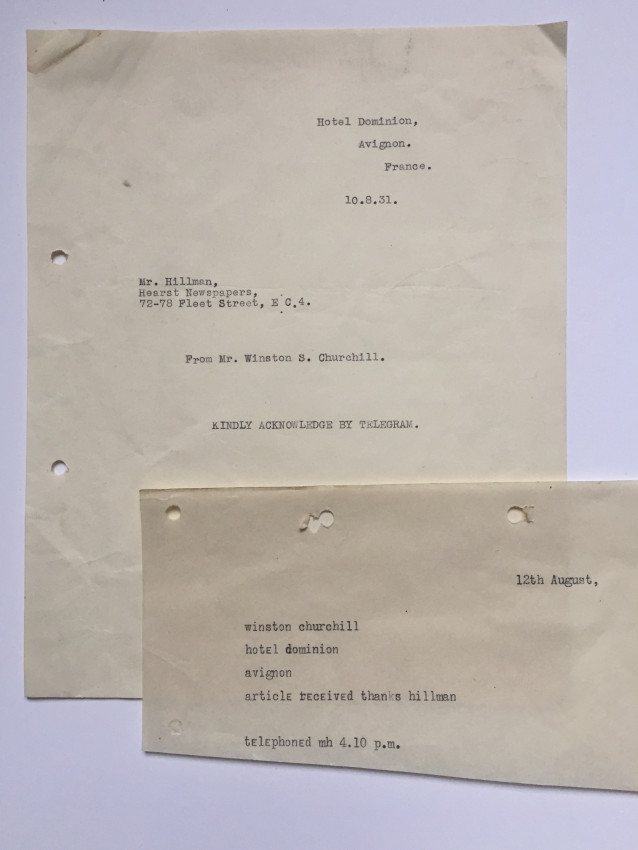 Hotel Dominion,
Avignon.
France.
10.8.31.
Mr. Hillman,
Hearst Newspapers,
72-78 Fleet Street, E C.4.
From Mr. Winston S. Churchill.
KINDLY ACKNOWLEDGE BY TELEGRAM.
12th August,
winston churchill
hotel dominion
avignon
article received thanks hillman
telephoned mh 4.10 p.m.